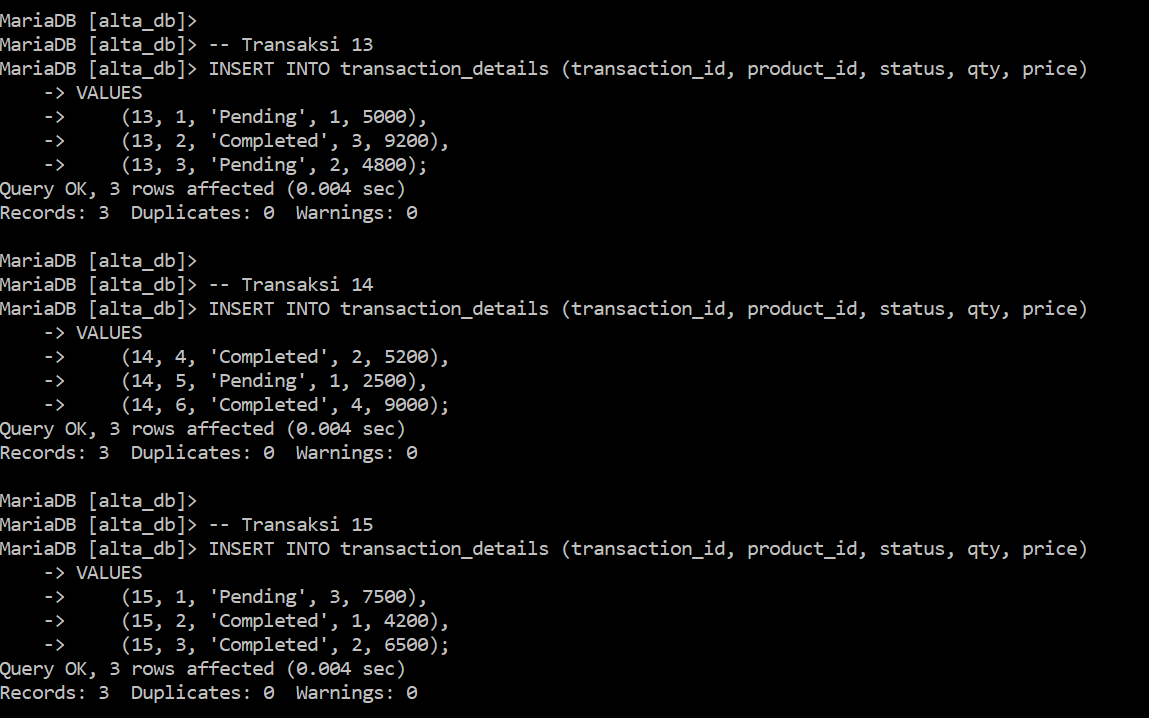 MariaDB [alta_db]>
MariaDB [alta_db]> -- Transaksi 13
MariaDB [alta_db]> INSERT INTO transaction_details (transaction_id, product_id, status, qty, price)
    -> VALUES
    ->     (13, 1, 'Pending', 1, 5000),
    ->     (13, 2, 'Completed', 3, 9200),
    ->     (13, 3, 'Pending', 2, 4800);
Query OK, 3 rows affected (0.004 sec)
Records: 3  Duplicates: 0  Warnings: 0

MariaDB [alta_db]>
MariaDB [alta_db]> -- Transaksi 14
MariaDB [alta_db]> INSERT INTO transaction_details (transaction_id, product_id, status, qty, price)
    -> VALUES
    ->     (14, 4, 'Completed', 2, 5200),
    ->     (14, 5, 'Pending', 1, 2500),
    ->     (14, 6, 'Completed', 4, 9000);
Query OK, 3 rows affected (0.004 sec)
Records: 3  Duplicates: 0  Warnings: 0

MariaDB [alta_db]>
MariaDB [alta_db]> -- Transaksi 15
MariaDB [alta_db]> INSERT INTO transaction_details (transaction_id, product_id, status, qty, price)
    -> VALUES
    ->     (15, 1, 'Pending', 3, 7500),
    ->     (15, 2, 'Completed', 1, 4200),
    ->     (15, 3, 'Completed', 2, 6500);
Query OK, 3 rows affected (0.004 sec)
Records: 3  Duplicates: 0  Warnings: 0